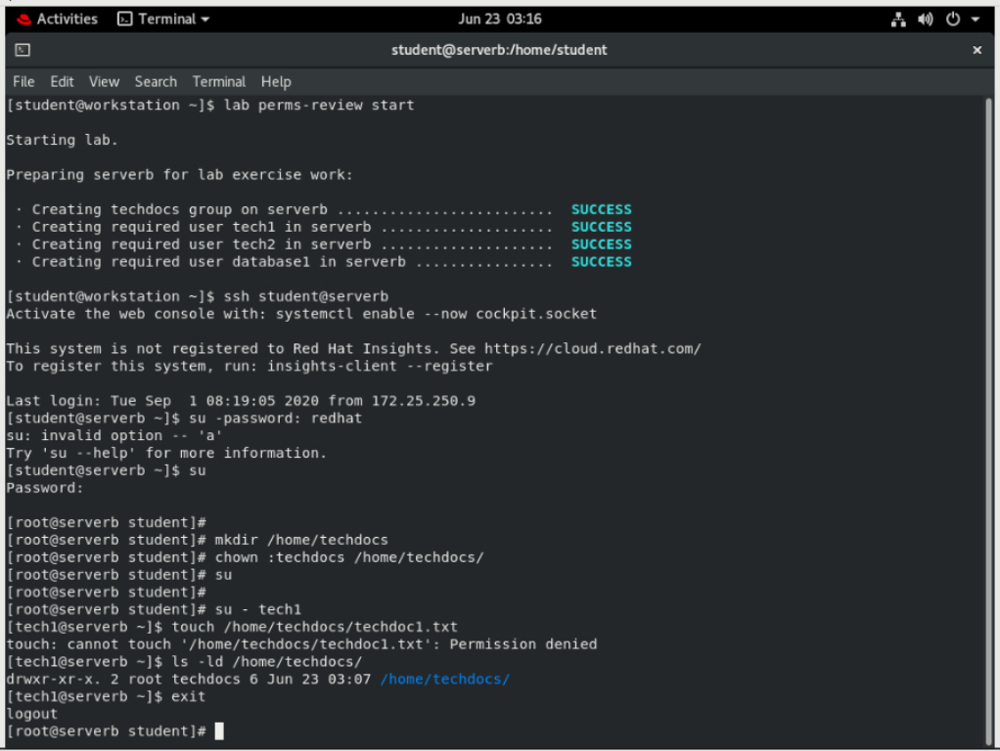 Activities Terminal Jun 23 03:16
student@serverb:/home/student ×
File Edit View Search Terminal Help
[student@workstation ~]$ lab perms-review start
Starting lab.
Preparing serverb for lab exercise work:
· Creating techdocs group on serverb ......................... SUCCESS
· Creating required user tech1 in serverb .................... SUCCESS
· Creating required user tech2 in serverb .................... SUCCESS
· Creating required user database1 in serverb ................ SUCCESS
[student@workstation ~]$ ssh student@serverb
Activate the web console with: systemctl enable --now cockpit.socket
This system is not registered to Red Hat Insights. See https://cloud.redhat.com/
To register this system, run: insights-client --register
Last login: Tue Sep  1 08:19:05 2020 from 172.25.250.9
[student@serverb ~]$ su -password: redhat
su: invalid option -- 'a'
Try 'su --help' for more information.
[student@serverb ~]$ su
Password:
[root@serverb student]#
[root@serverb student]# mkdir /home/techdocs
[root@serverb student]# chown :techdocs /home/techdocs/
[root@serverb student]# su
[root@serverb student]#
[root@serverb student]# su - tech1
[tech1@serverb ~]$ touch /home/techdocs/techdoc1.txt
touch: cannot touch '/home/techdocs/techdoc1.txt': Permission denied
[tech1@serverb ~]$ ls -ld /home/techdocs/
drwxr-xr-x. 2 root techdocs 6 Jun 23 03:07 /home/techdocs/
[tech1@serverb ~]$ exit
logout
[root@serverb student]#